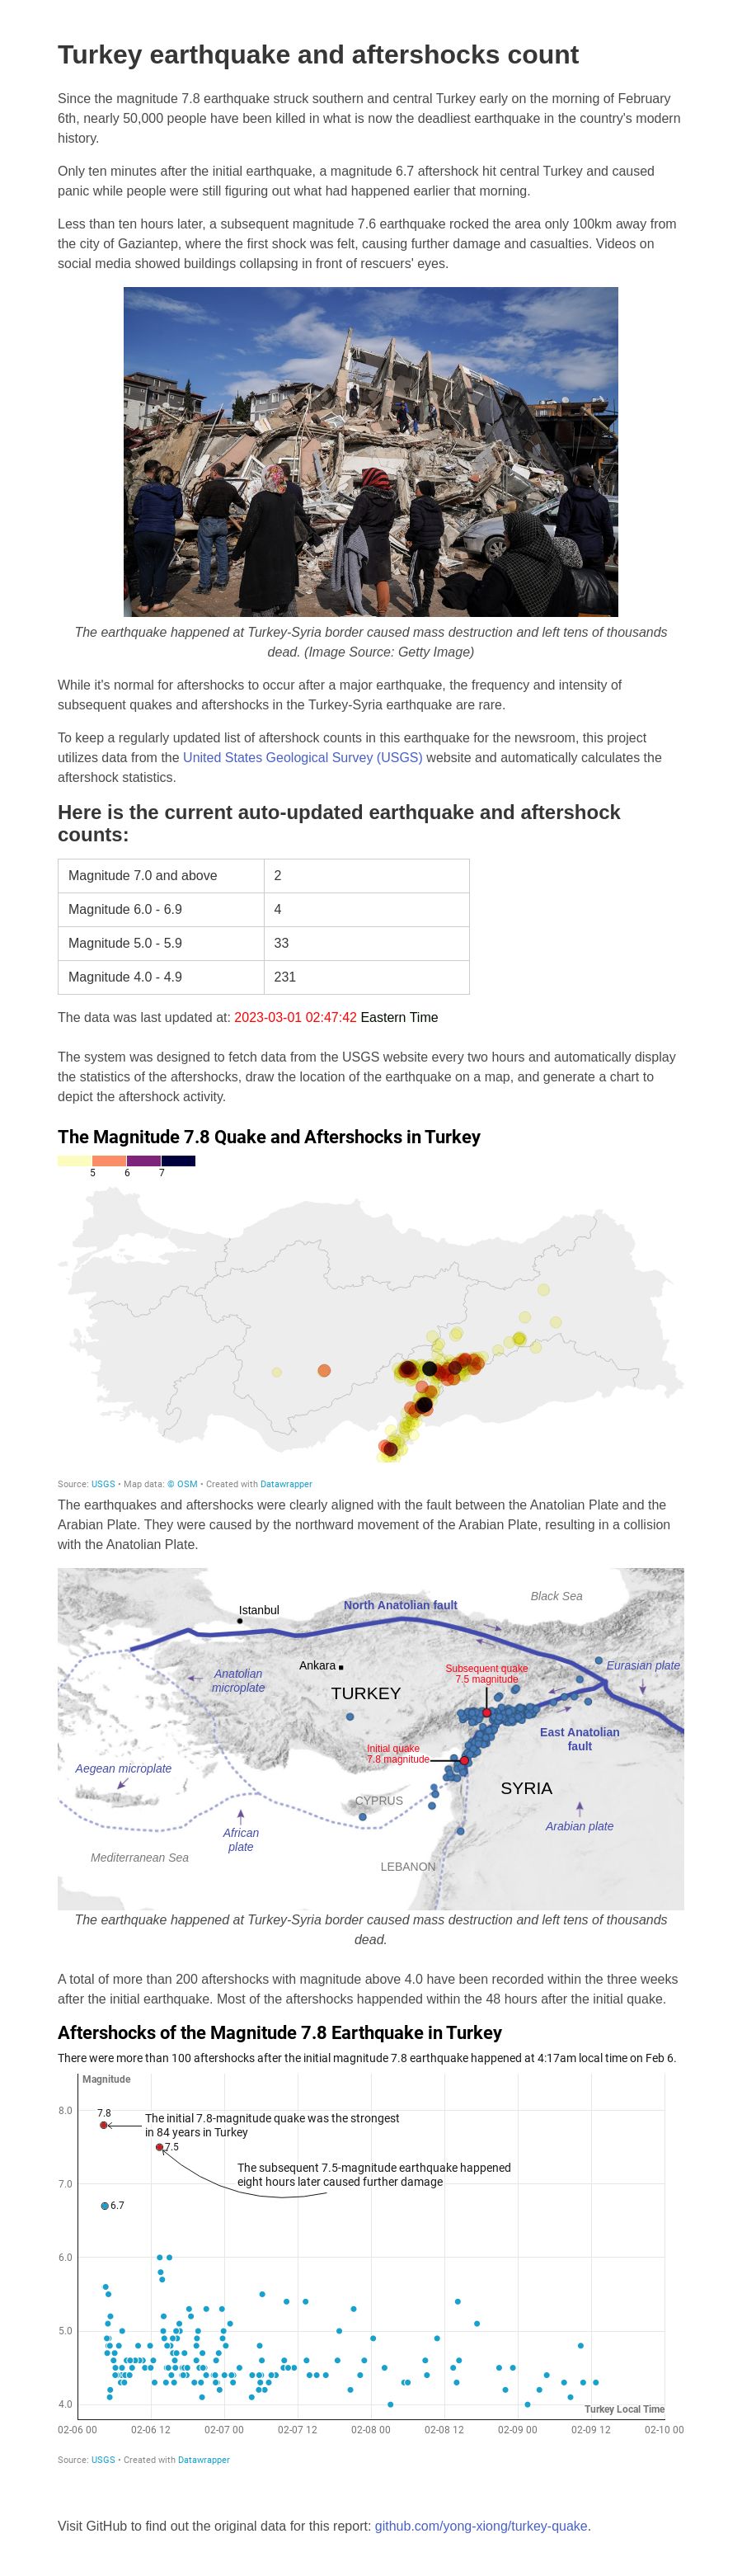 Turkey earthquake and aftershocks count
Since the magnitude 7.8 earthquake struck southern and central Turkey early on the morning of February
6th, nearly 50,000 people have been killed in what is now the deadliest earthquake in the country's modern
history.
Only ten minutes after the initial earthquake, a magnitude 6.7 aftershock hit central Turkey and caused
panic while people were still figuring out what had happened earlier that morning.
Less than ten hours later, a subsequent magnitude 7.6 earthquake rocked the area only 100km away from
the city of Gaziantep, where the first shock was felt, causing further damage and casualties. Videos on
social media showed buildings collapsing in front of rescuers' eyes.
The earthquake happened at Turkey-Syria border caused mass destruction and left tens of thousands
dead. (Image Source: Getty Image)
While it's normal for aftershocks to occur after a major earthquake, the frequency and intensity of
subsequent quakes and aftershocks in the Turkey-Syria earthquake are rare.
To keep a regularly updated list of aftershock counts in this earthquake for the newsroom, this project
utilizes data from the United States Geological Survey (USGS) website and automatically calculates the
aftershock statistics.
Here is the current auto-updated earthquake and aftershock
counts:
Magnitude 7.0 and above 2
Magnitude 6.0 - 6.9 4
Magnitude 5.0 - 5.9 33
Magnitude 4.0 - 4.9 231
The data was last updated at: 2023-03-01 02:47:42 Eastern Time
The system was designed to fetch data from the USGS website every two hours and automatically display
the statistics of the aftershocks, draw the location of the earthquake on a map, and generate a chart to
depict the aftershock activity.
The Magnitude 7.8 Quake and Aftershocks in Turkey
5 6 7
Source: USGS • Map data: © OSM • Created with Datawrapper
The earthquakes and aftershocks were clearly aligned with the fault between the Anatolian Plate and the
Arabian Plate. They were caused by the northward movement of the Arabian Plate, resulting in a collision
with the Anatolian Plate.
Black Sea
Istanbul
North Anatolian fault
Ankara
Eurasian plate
Subsequent quake
7.5 magnitude
Anatolian
microplate
TURKEY
East Anatolian
fault
Initial quake
7.8 magnitude
Aegean microplate
SYRIA
CYPRUS
African
plate
Arabian plate
Mediterranean Sea
LEBANON
The earthquake happened at Turkey-Syria border caused mass destruction and left tens of thousands
dead.
A total of more than 200 aftershocks with magnitude above 4.0 have been recorded within the three weeks
after the initial earthquake. Most of the aftershocks happened within the 48 hours after the initial quake.
Aftershocks of the Magnitude 7.8 Earthquake in Turkey
There were more than 100 aftershocks after the initial magnitude 7.8 earthquake happened at 4:17am local time on Feb 6.
Magnitude
8.0
7.8
The initial 7.8-magnitude quake was the strongest
in 84 years in Turkey
7.5
The subsequent 7.5-magnitude earthquake happened
eight hours later caused further damage
7.0
6.7
6.0
5.0
4.0
Turkey Local Time
02-06 00 02-06 12 02-07 00 02-07 12 02-08 00 02-08 12 02-09 00 02-09 12 02-10 00
Source: USGS • Created with Datawrapper
Visit GitHub to find out the original data for this report: github.com/yong-xiong/turkey-quake.